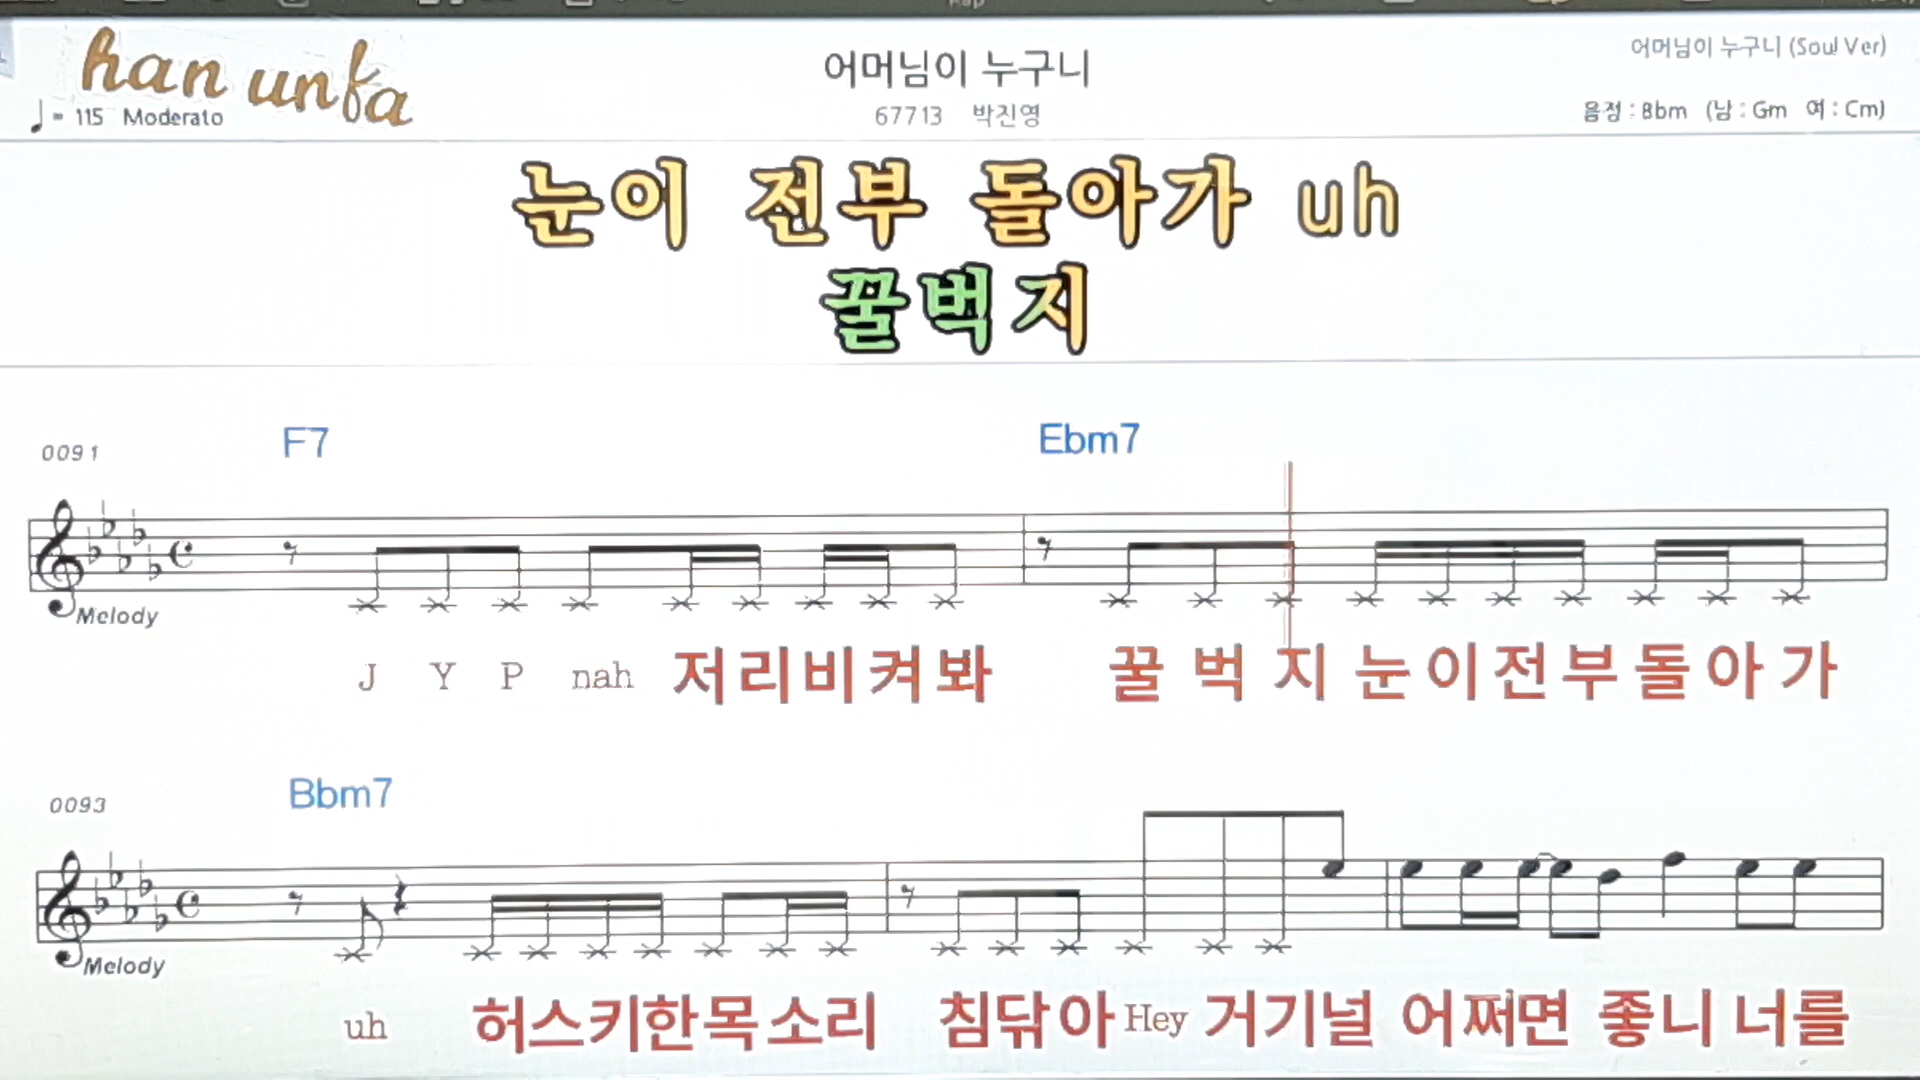 han unfa
♩= 115 Moderato
어머님이 누구니
67713 박진영
어머님이 누구니 (Soul Ver)
음정 : Bbm (남 : Gm 여 : Cm)
눈이 전부 돌아가 uh
꿀벅지
0091
F7 Ebm7
Melody
J Y P nah 저리비켜봐 꿀벅지눈이전부돌아가
0093
Bbm7
Melody
uh 허스키한목소리 침닦아 Hey 거기널 어쩌면 좋니 너를